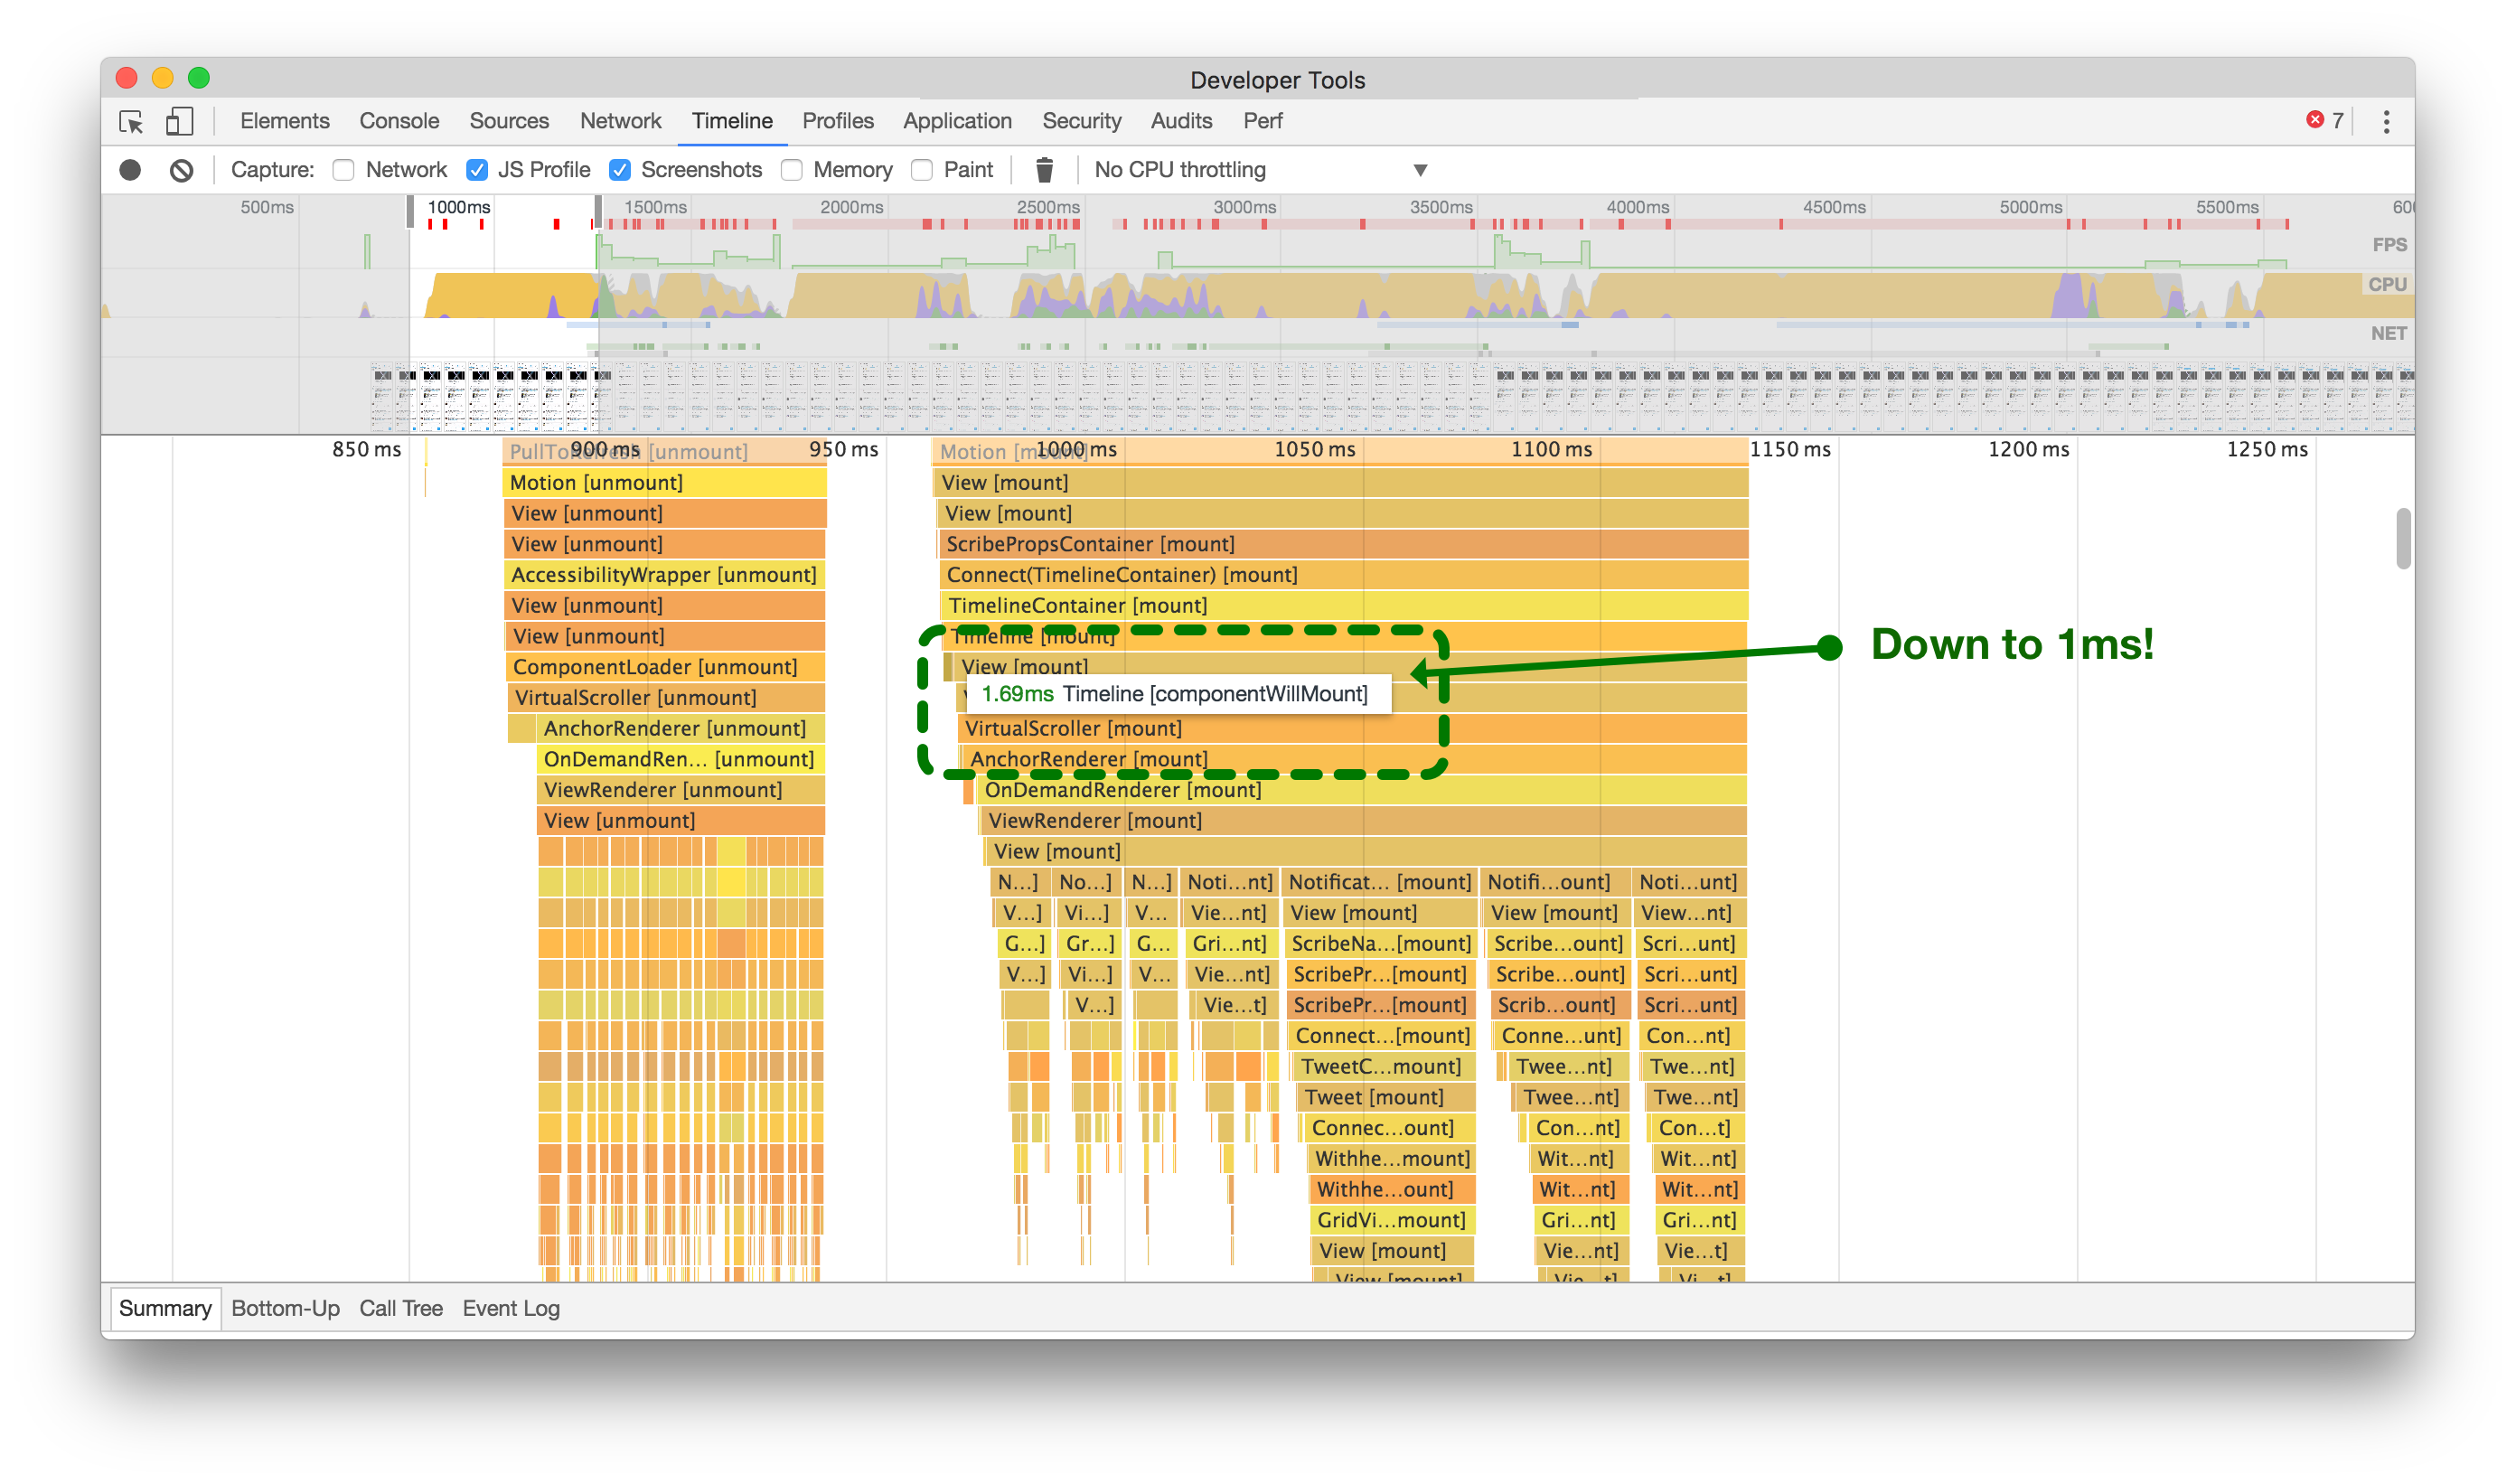 Developer Tools
Elements Console Sources Network Timeline Profiles Application Security Audits Perf 7
Capture: Network JS Profile Screenshots Memory Paint No CPU throttling
500ms 1000ms 1500ms 2000ms 2500ms 3000ms 3500ms 4000ms 4500ms 5000ms 5500ms 600
FPS
CPU
NET
850 ms 900 ms 950 ms 1000 ms 1050 ms 1100 ms 1150 ms 1200 ms 1250 ms
PullToRefresh [unmount] Motion [mount]
Motion [unmount] View [mount]
View [unmount] View [mount]
View [unmount] ScribePropsContainer [mount]
AccessibilityWrapper [unmount] Connect(TimelineContainer) [mount]
View [unmount] TimelineContainer [mount]
View [unmount] Timeline [mount]
Down to 1ms!
ComponentLoader [unmount] View [mount]
VirtualScroller [unmount] 1.69ms Timeline [componentWillMount]
AnchorRenderer [unmount] VirtualScroller [mount]
OnDemandRen... [unmount] AnchorRenderer [mount]
ViewRenderer [unmount] OnDemandRenderer [mount]
View [unmount] ViewRenderer [mount]
View [mount]
N...] No...] N...] Noti...nt] Notificat... [mount] Notifi...ount] Noti...unt]
V...] Vi...] V... Vie...nt] View [mount] View [mount] View...nt]
G...] Gr...] G... Gri...nt] ScribeNa...[mount] Scribe...ount] Scri...unt]
V...] Vi...] V... Vie...nt] ScribePr...[mount] Scribe...ount] Scri...unt]
V...] Vie...t] ScribePr...[mount] Scrib...ount] Scri...unt]
Connect...[mount] Conne...unt] Con...nt]
TweetC...mount] Twee...nt] Twe...nt]
Tweet [mount] Twee...nt] Twe...nt]
Connec...ount] Con...nt] Con...t]
Withhe...mount] Wit...nt] Wit...nt]
Withhe...ount] Wit...nt] Wit...nt]
GridVi...mount] Gri...nt] Gri...nt]
View [mount] Vie...nt] Vie...t]
View [mount] Vie...t] Vi...t]
Summary Bottom-Up Call Tree Event Log